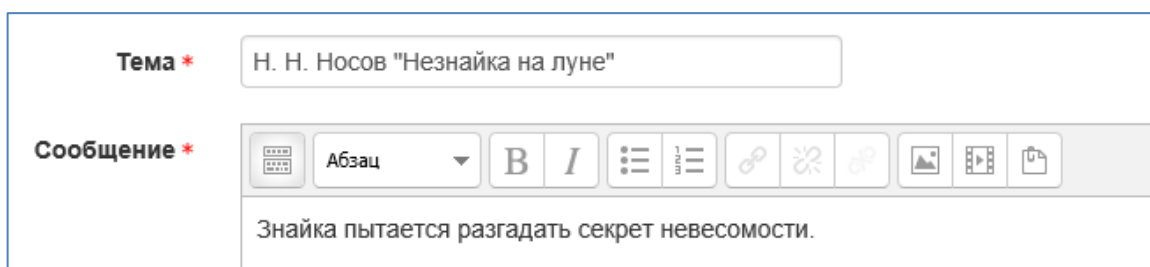 Тема *
Н. Н. Носов "Незнайка на луне"
Сообщение *
Абзац
B I
Знайка пытается разгадать секрет невесомости.